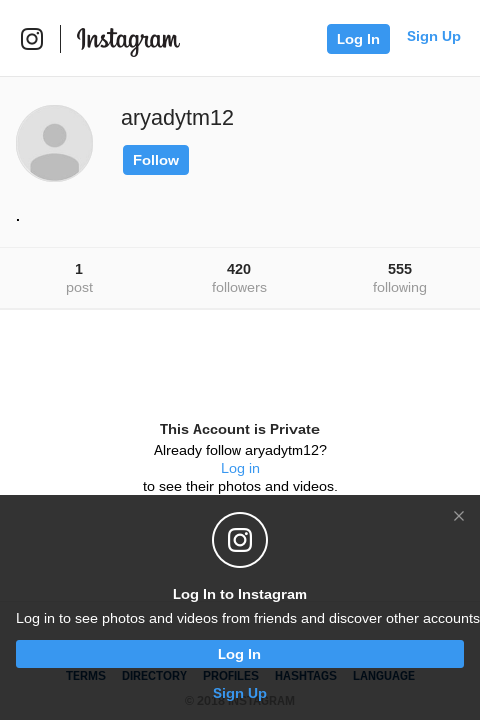 Instagram
Log In
Sign Up
aryadytm12
Follow
.
1
post
420
followers
555
following
This Account is Private
Already follow aryadytm12?
Log in
to see their photos and videos.
Log In to Instagram
Log in to see photos and videos from friends and discover other accounts
Log In
TERMS DIRECTORY PROFILES HASHTAGS LANGUAGE
Sign Up
© 2018 INSTAGRAM